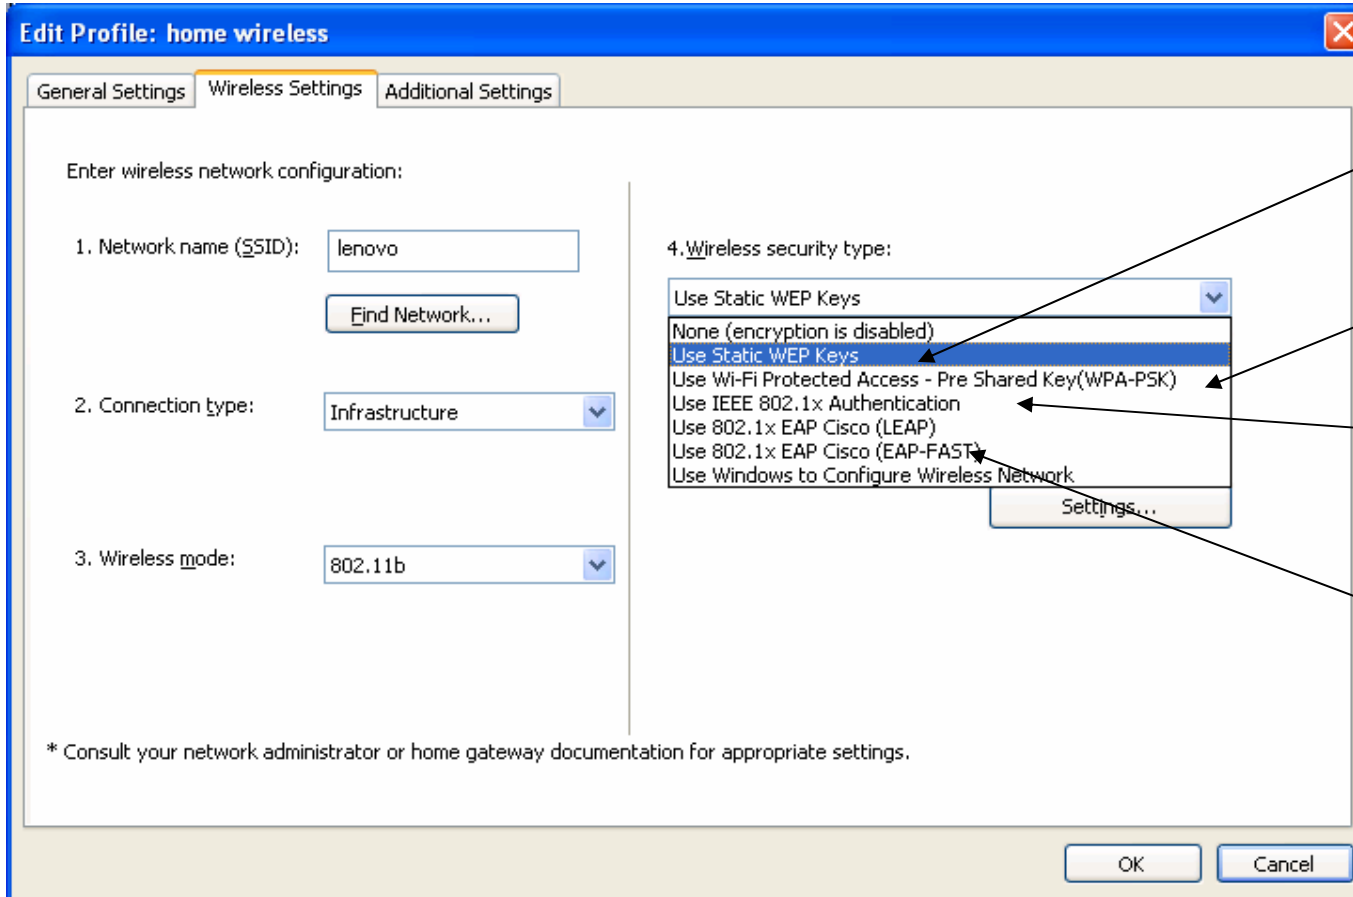 Edit Profile: home wireless
General Settings
Wireless Settings
Additional Settings
Enter wireless network configuration:
1. Network name (SSID):
lenovo
Find Network...
2. Connection type:
Infrastructure
3. Wireless mode:
802.11b
4.Wireless security type:
Use Static WEP Keys
None (encryption is disabled)
Use Static WEP Keys
Use Wi-Fi Protected Access - Pre Shared Key(WPA-PSK)
Use IEEE 802.1x Authentication
Use 802.1x EAP Cisco (LEAP)
Use 802.1x EAP Cisco (EAP-FAST)
Use Windows to Configure Wireless Network
Settings...
* Consult your network administrator or home gateway documentation for appropriate settings.
OK
Cancel